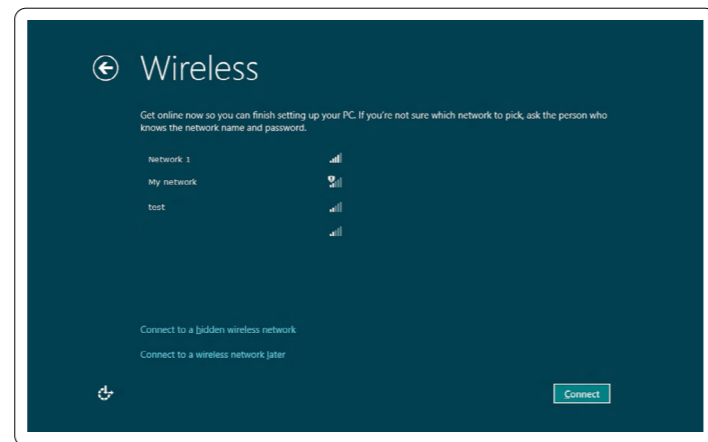 Wireless
Get online now so you can finish setting up your PC. If you're not sure which network to pick, ask the person who
knows the network name and password.
Network 1
My network
test
Connect to a hidden wireless network
Connect to a wireless network later
Connect